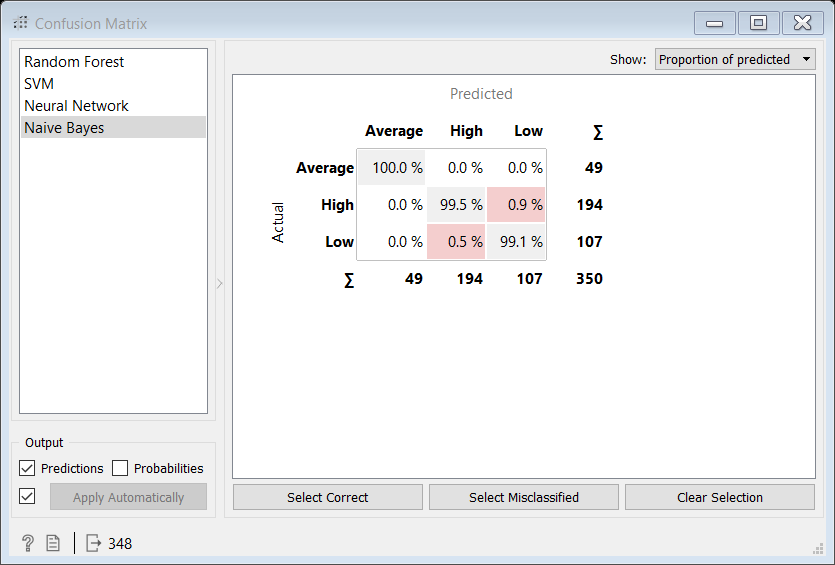 Confusion Matrix
Random Forest
SVM
Neural Network
Naive Bayes
Output
Predictions Probabilities
Apply Automatically
Show: Proportion of predicted
Predicted
Average High Low ∑
Average 100.0 % 0.0 % 0.0 % 49
Actual
High 0.0 % 99.5 % 0.9 % 194
Low 0.0 % 0.5 % 99.1 % 107
∑ 49 194 107 350
Select Correct Select Misclassified Clear Selection
? 348